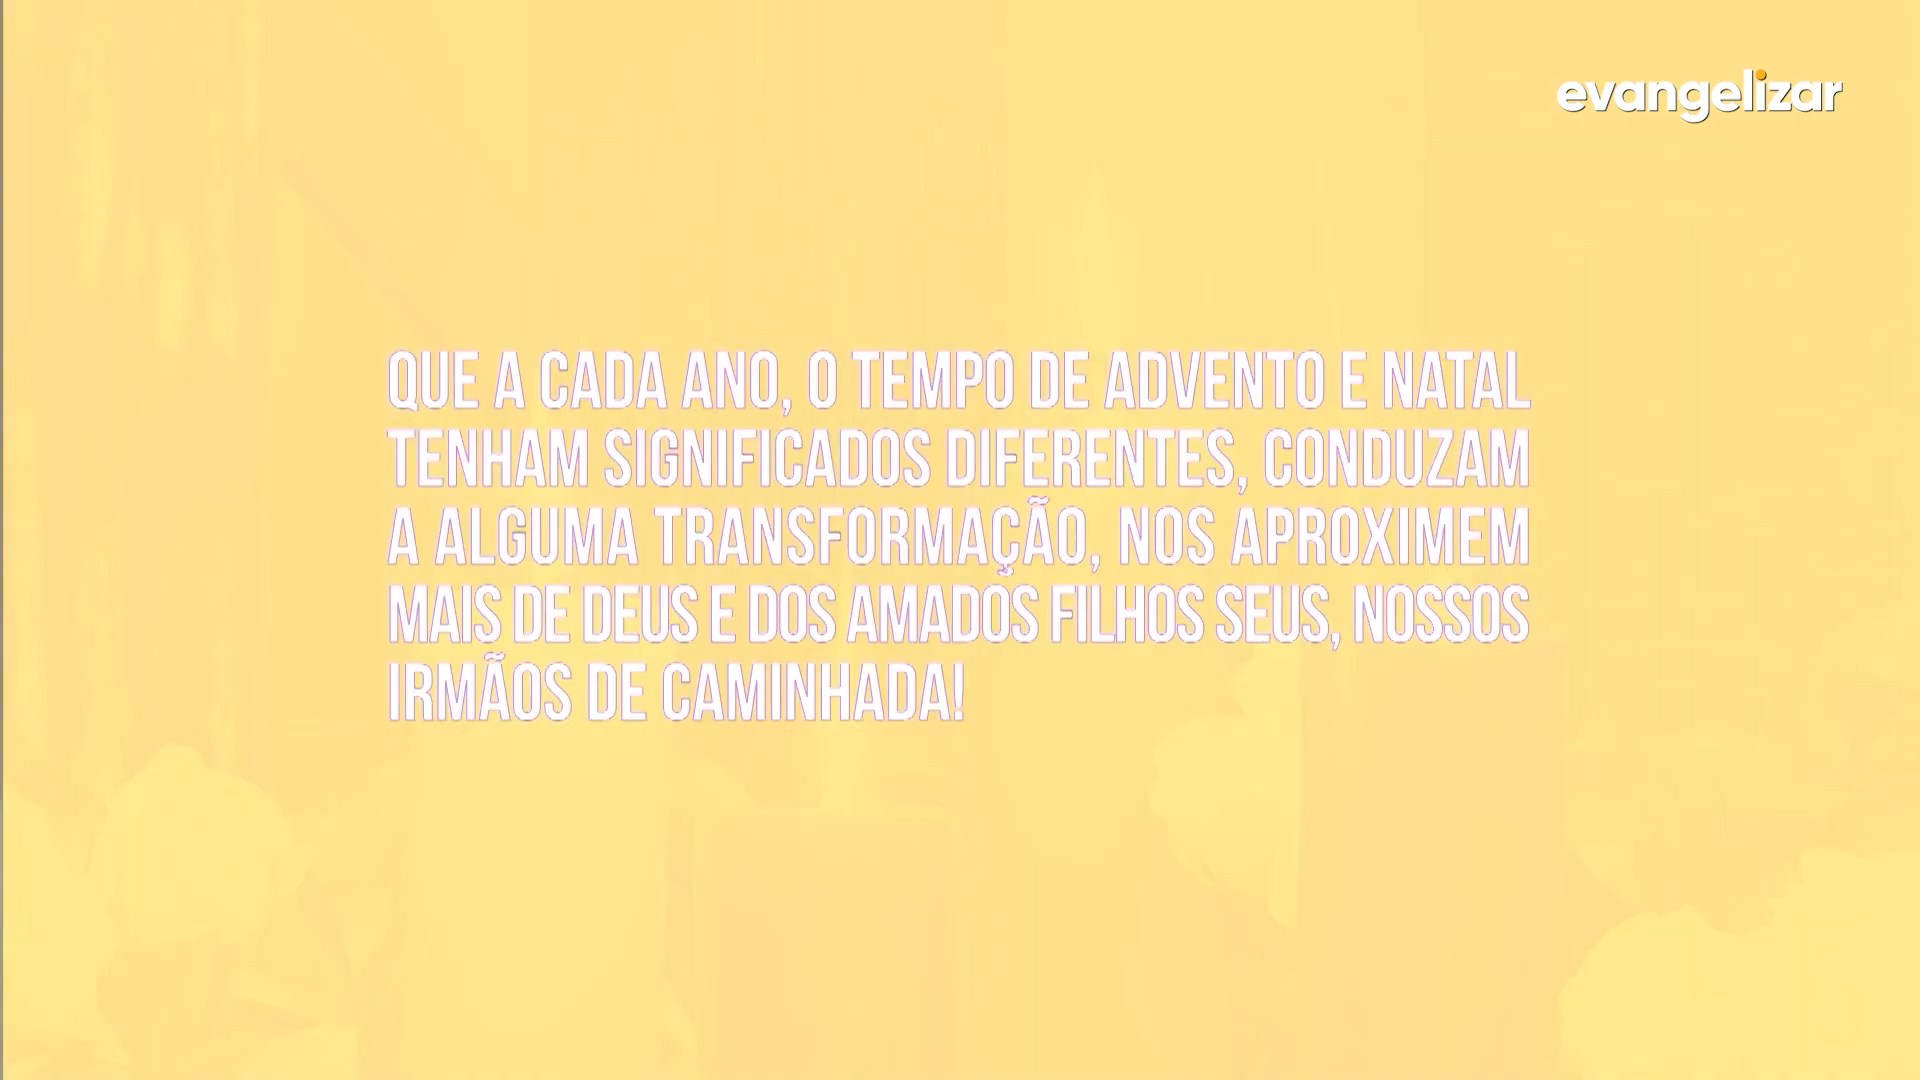 evangelizar
QUE A CADA ANO, O TEMPO DE ADVENTO E NATAL
TENHAM SIGNIFICADOS DIFERENTES, CONDUZAM
A ALGUMA TRANSFORMAÇÃO, NOS APROXIMEM
MAIS DE DEUS E DOS AMADOS FILHOS SEUS, NOSSOS
IRMÃOS DE CAMINHADA!